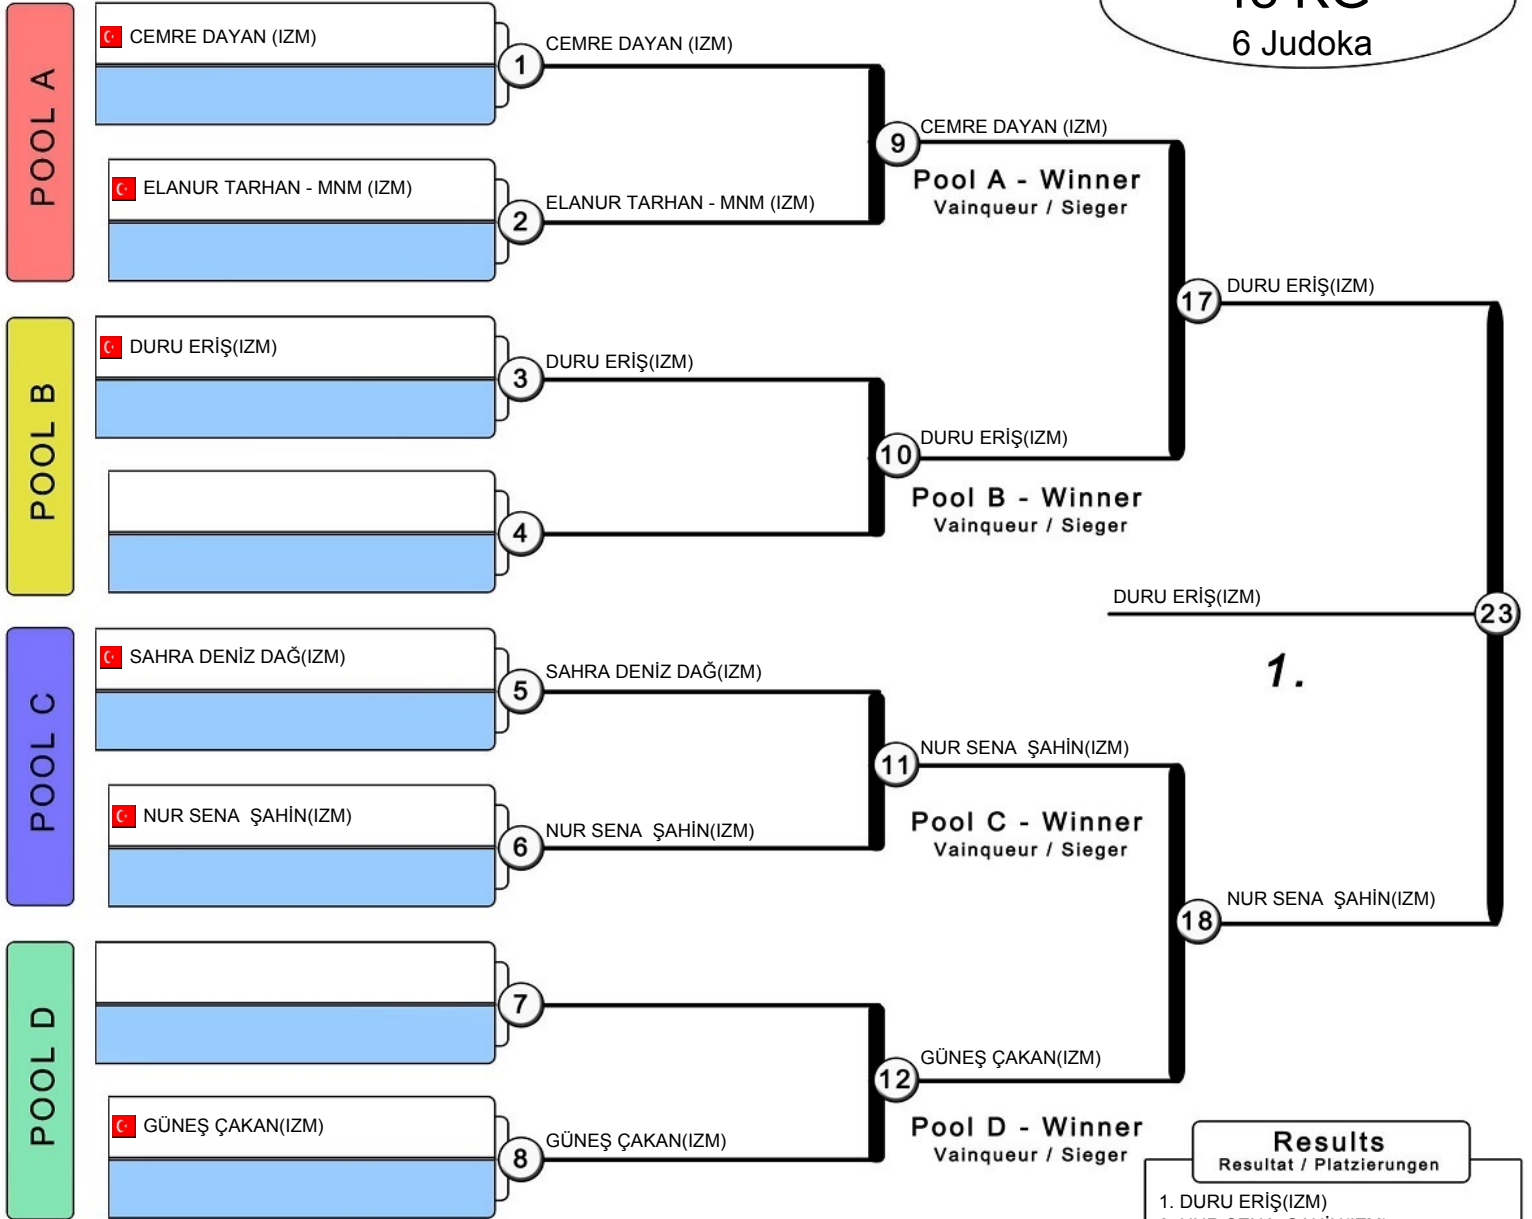 KG
6 Judoka
POOL A
CEMRE DAYAN (IZM)
1
CEMRE DAYAN (IZM)
ELANUR TARHAN - MNM (IZM)
2
ELANUR TARHAN - MNM (IZM)
9
CEMRE DAYAN (IZM)
Pool A - Winner
Vainqueur / Sieger
POOL B
DURU ERİŞ(IZM)
3
DURU ERİŞ(IZM)
4
10
DURU ERİŞ(IZM)
Pool B - Winner
Vainqueur / Sieger
17
DURU ERİŞ(IZM)
DURU ERİŞ(IZM)
23
1.
POOL C
SAHRA DENİZ DAĞ(IZM)
5
SAHRA DENİZ DAĞ(IZM)
NUR SENA ŞAHİN(IZM)
6
NUR SENA ŞAHİN(IZM)
11
NUR SENA ŞAHİN(IZM)
Pool C - Winner
Vainqueur / Sieger
18
NUR SENA ŞAHİN(IZM)
POOL D
7
GÜNEŞ ÇAKAN(IZM)
8
GÜNEŞ ÇAKAN(IZM)
12
GÜNEŞ ÇAKAN(IZM)
Pool D - Winner
Vainqueur / Sieger
Results
Resultat / Platzierungen
1. DURU ERİŞ(IZM)